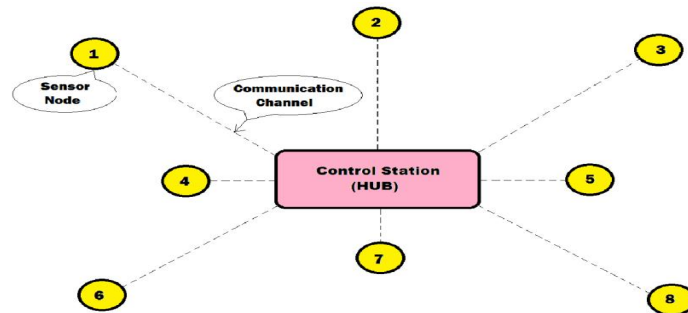 2
1
3
Sensor
Node
Communication
Channel
Control Station
(HUB)
4
5
7
6
8